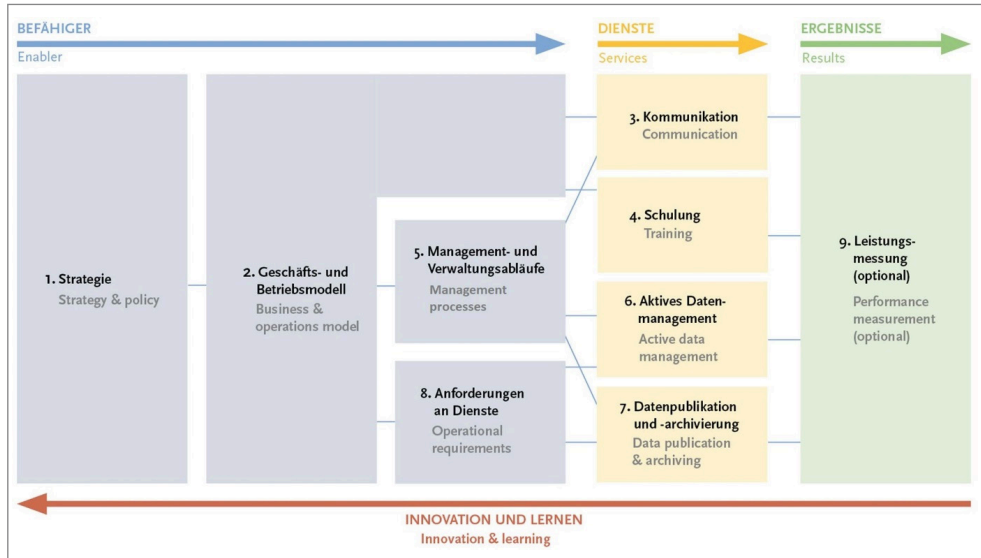 BEFÄHIGER
Enabler
DIENSTE
Services
ERGEBNISSE
Results
1. Strategie
Strategy & policy
2. Geschäfts- und
Betriebsmodell
Business &
operations model
5. Management- und
Verwaltungsabläufe
Management
processes
8. Anforderungen
an Dienste
Operational
requirements
3. Kommunikation
Communication
4. Schulung
Training
6. Aktives Daten-
management
Active data
management
7. Datenpublikation
und -archivierung
Data publication
& archiving
9. Leistungs-
messung
(optional)
Performance
measurement
(optional)
INNOVATION UND LERNEN
Innovation & learning